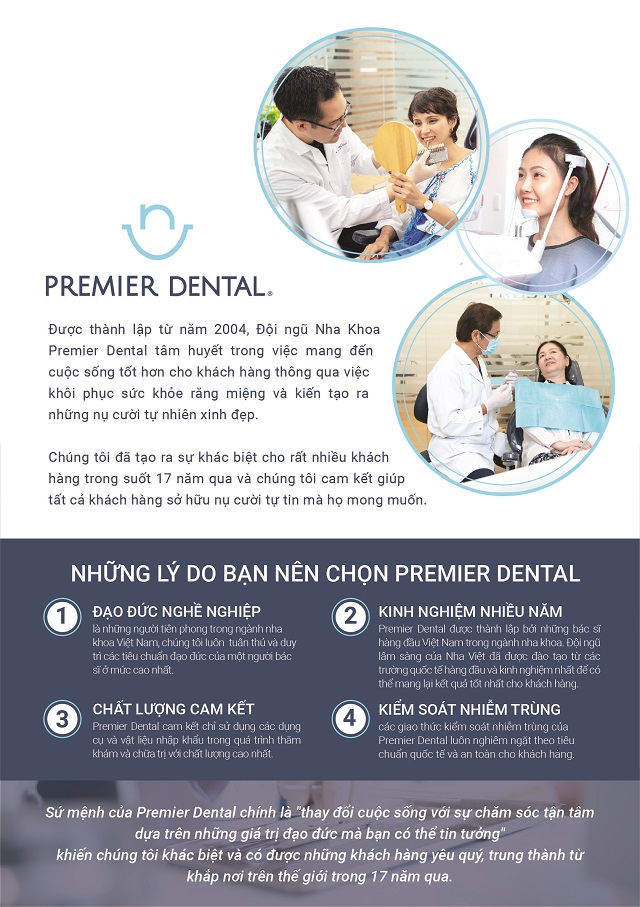 PREMIER DENTAL®
Được thành lập từ năm 2004, Đội ngũ Nha Khoa
Premier Dental tâm huyết trong việc mang đến
cuộc sống tốt hơn cho khách hàng thông qua việc
khôi phục sức khỏe răng miệng và kiến tạo ra
những nụ cười tự nhiên xinh đẹp.
Chúng tôi đã tạo ra sự khác biệt cho rất nhiều khách
hàng trong suốt 17 năm qua và chúng tôi cam kết giúp
tất cả khách hàng sở hữu nụ cười tự tin mà họ mong muốn.
NHỮNG LÝ DO BẠN NÊN CHỌN PREMIER DENTAL
1 ĐẠO ĐỨC NGHỀ NGHIỆP
là những người tiên phong trong ngành nha
khoa Việt Nam, chúng tôi luôn tuân thủ và duy
trì các tiêu chuẩn đạo đức của một người bác
sĩ ở mức cao nhất.
2 KINH NGHIỆM NHIỀU NĂM
Premier Dental được thành lập bởi những bác sĩ
hàng đầu Việt Nam trong ngành nha khoa. Đội ngũ
lâm sàng của Nha Việt đã được đào tạo từ các
trường quốc tế hàng đầu và kinh nghiệm nhất để có
thể mang lại kết quả tốt nhất cho khách hàng.
3 CHẤT LƯỢNG CAM KẾT
Premier Dental cam kết chỉ sử dụng các dụng
cụ và vật liệu nhập khẩu trong quá trình thăm
khám và chữa trị với chất lượng cao nhất.
4 KIỂM SOÁT NHIỄM TRÙNG
các giao thức kiểm soát nhiễm trùng của
Premier Dental luôn nghiêm ngặt theo tiêu
chuẩn quốc tế và an toàn cho khách hàng.
Sứ mệnh của Premier Dental chính là "thay đổi cuộc sống với sự chăm sóc tận tâm
dựa trên những giá trị đạo đức mà bạn có thể tin tưởng"
khiến chúng tôi khác biệt và có được những khách hàng yêu quý, trung thành từ
khắp nơi trên thế giới trong 17 năm qua.